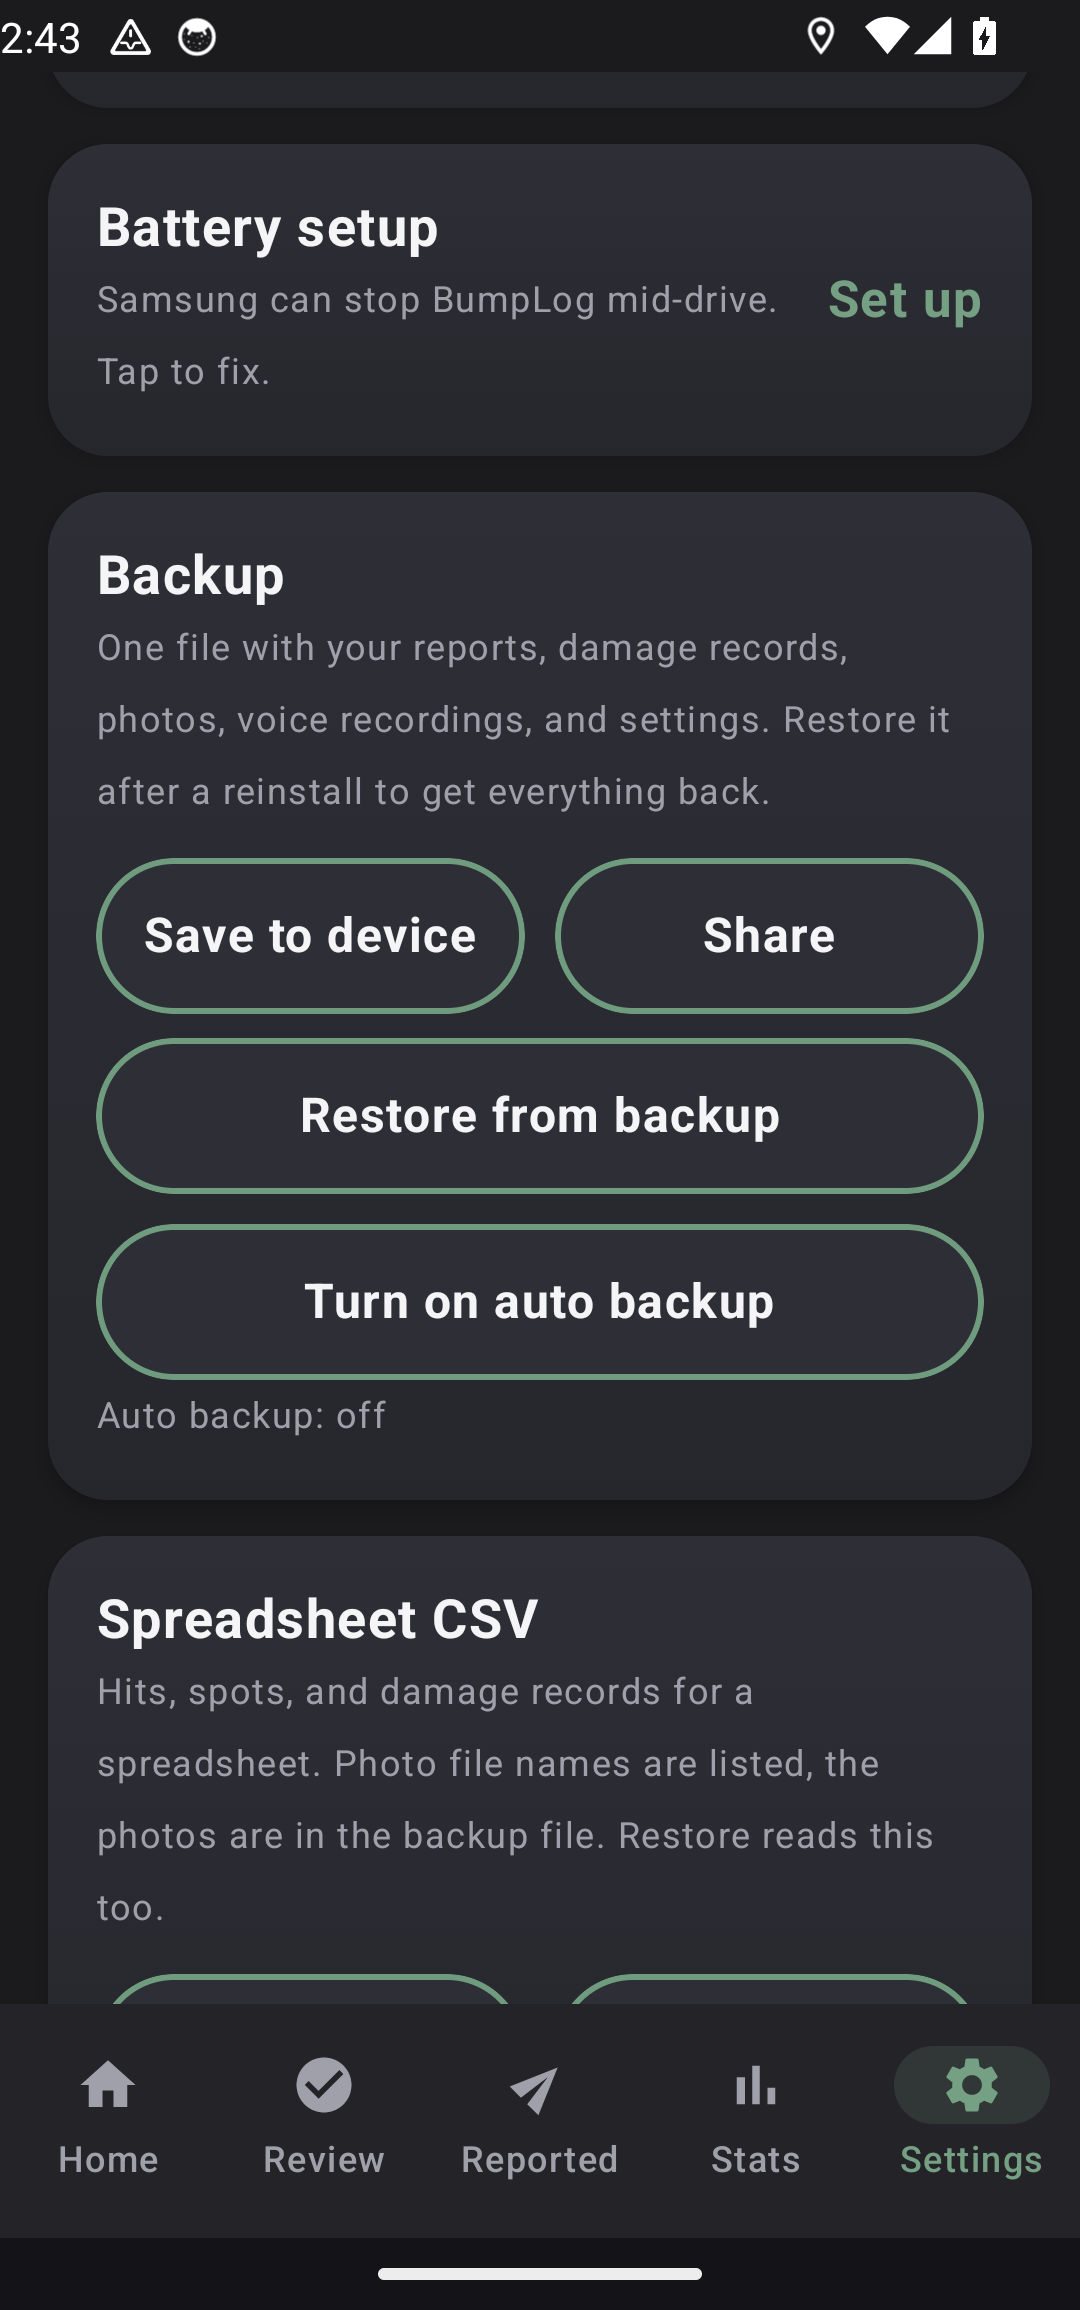 2:43
Battery setup
Samsung can stop BumpLog mid-drive.
Tap to fix.
Set up
Backup
One file with your reports, damage records,
photos, voice recordings, and settings. Restore it
after a reinstall to get everything back.
Save to device
Share
Restore from backup
Turn on auto backup
Auto backup: off
Spreadsheet CSV
Hits, spots, and damage records for a
spreadsheet. Photo file names are listed, the
photos are in the backup file. Restore reads this
too.
Home
Review
Reported
Stats
Settings